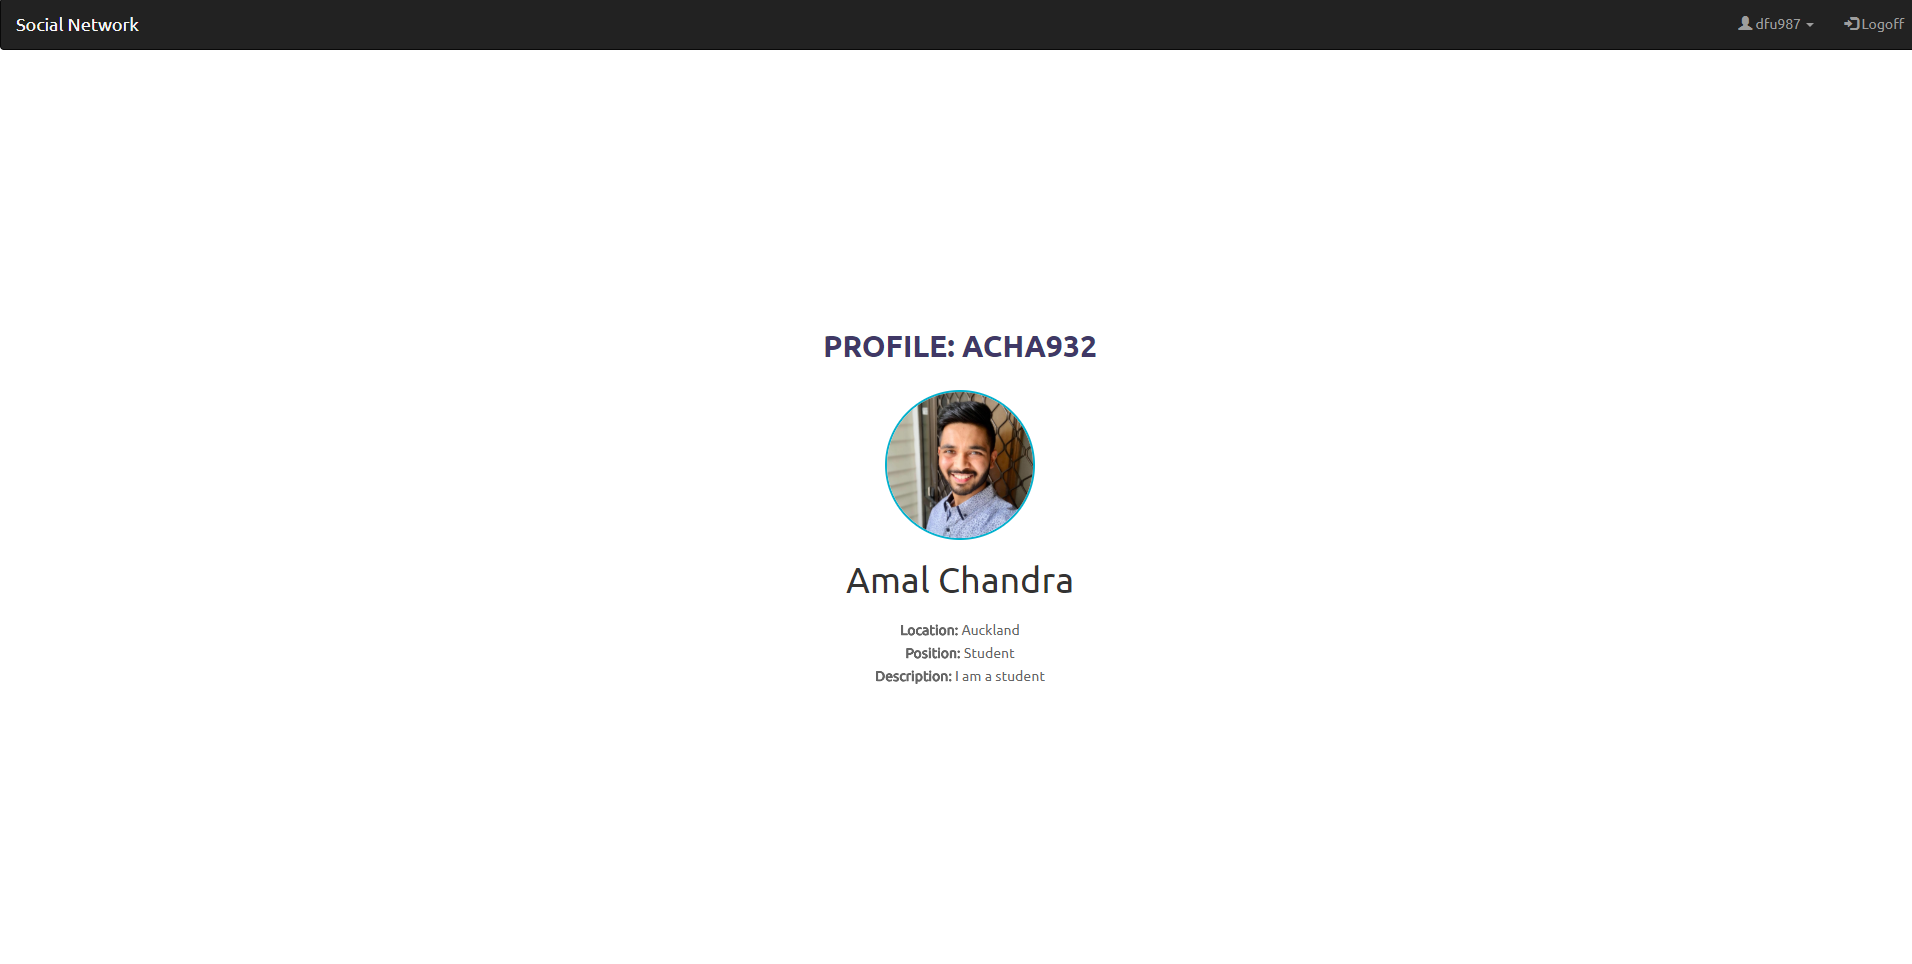 Social Network
dfu987
Logoff
PROFILE: ACHA932
Amal Chandra
Location: Auckland
Position: Student
Description: I am a student